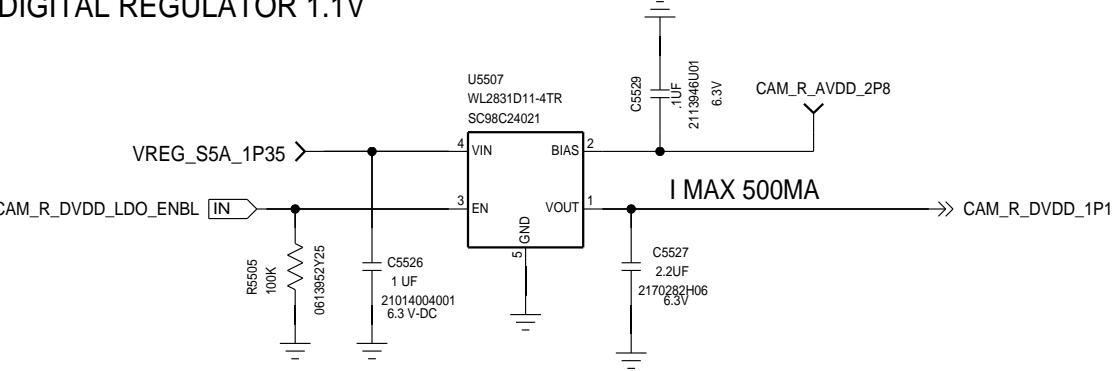 DIGITAL REGULATOR 1.1V
U5507
WL2831D11-4TR
SC98C24021
C5529
.1UF
2113946U01
6.3V
CAM_R_AVDD_2P8
VREG_S5A_1P35
4
VIN
BIAS
2
I MAX 500MA
CAM_R_DVDD_LDO_ENBL
IN
3
EN
VOUT
1
CAM_R_DVDD_1P1
GND
5
R5505
100K
0613952Y25
C5526
1 UF
21014004001
6.3 V-DC
C5527
2.2UF
2170282H06
6.3V